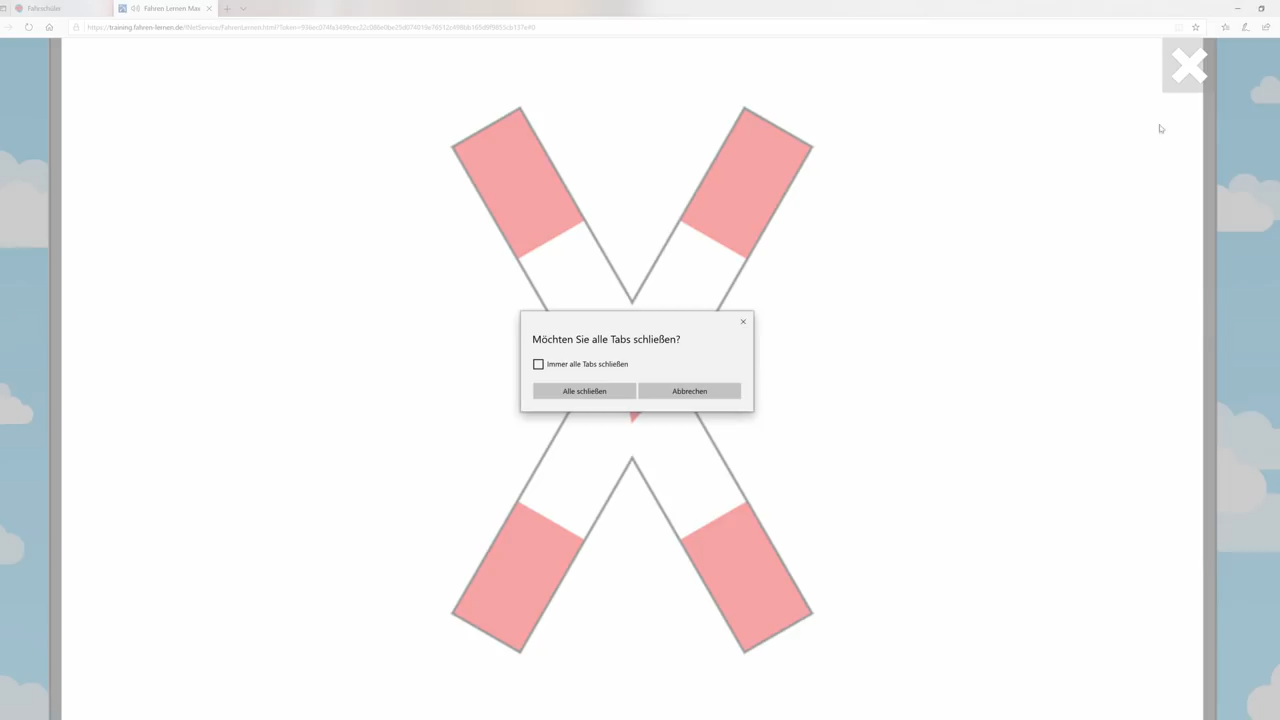 Fahrschüler
Fahren Lernen Max
Möchten Sie alle Tabs schließen?
Immer alle Tabs schließen
Alle schließen
Abbrechen